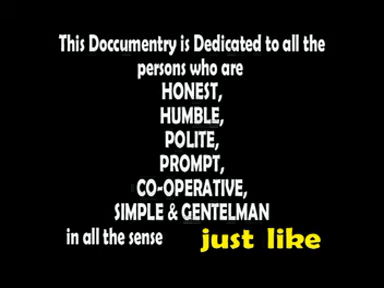 This Doccumentry is Dedicated to all the
persons who are
HONEST,
HUMBLE,
POLITE,
PROMPT,
CO-OPERATIVE,
SIMPLE & GENTELMAN
in all the sense just like